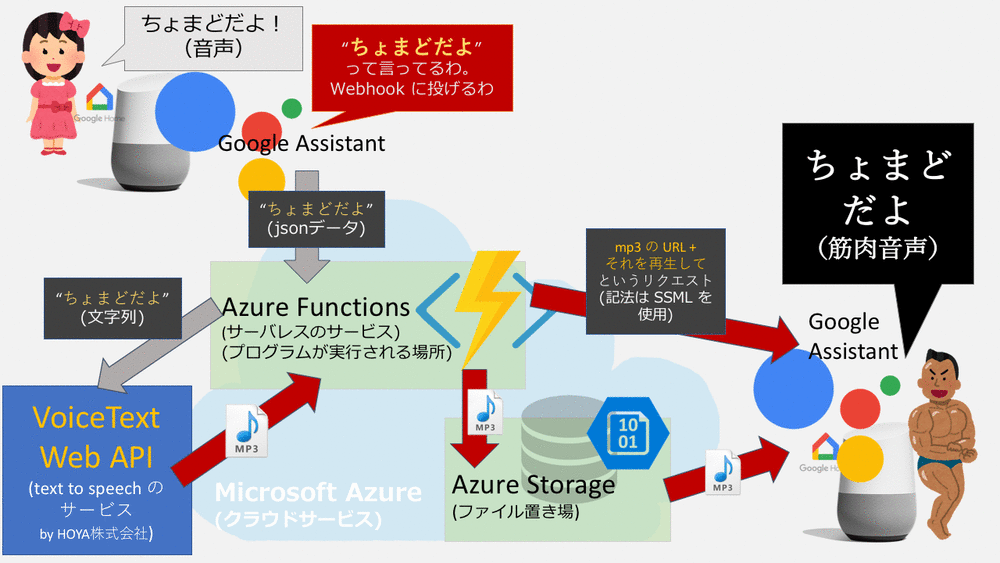 ちょまどだよ！
(音声)
“ちょまどだよ”
って言ってるわ。
Webhook に投げるわ
Google Home
Google Assistant
“ちょまどだよ”
(jsonデータ)
“ちょまどだよ”
(文字列)
Azure Functions
(サーバレスのサービス)
(プログラムが実行される場所)
VoiceText
Web API
(text to speech の
サービス
by HOYA株式会社)
MP3
MP3
Microsoft Azure
(クラウドサービス)
10
01
Azure Storage
(ファイル置き場)
mp3 の URL +
それを再生して
というリクエスト
(記法は SSML を
使用)
MP3
Google
Assistant
Google Home
ちょまど
だよ
（筋肉音声）